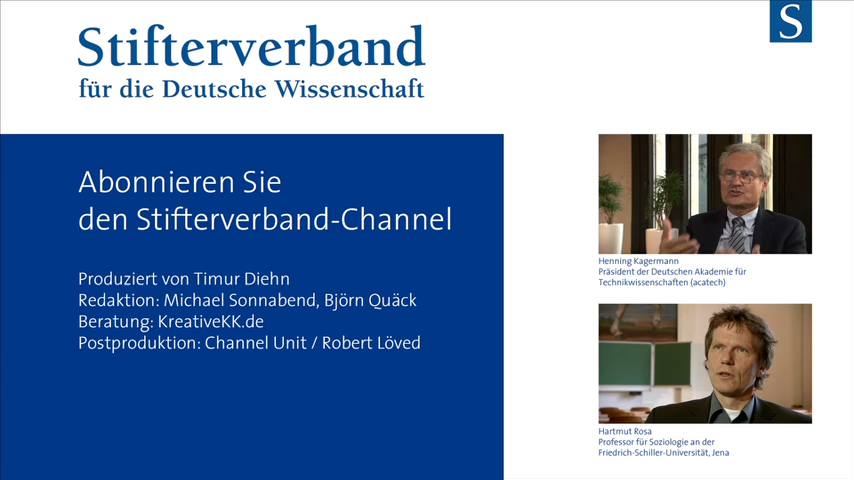 Stifterverband
für die Deutsche Wissenschaft
S
Abonnieren Sie
den Stifterverband-Channel
Produziert von Timur Diehn
Redaktion: Michael Sonnabend, Björn Quäck
Beratung: KreativeKK.de
Postproduktion: Channel Unit / Robert Löved
Henning Kagermann
Präsident der Deutschen Akademie für
Technikwissenschaften (acatech)
Hartmut Rosa
Professor für Soziologie an der
Friedrich-Schiller-Universität, Jena